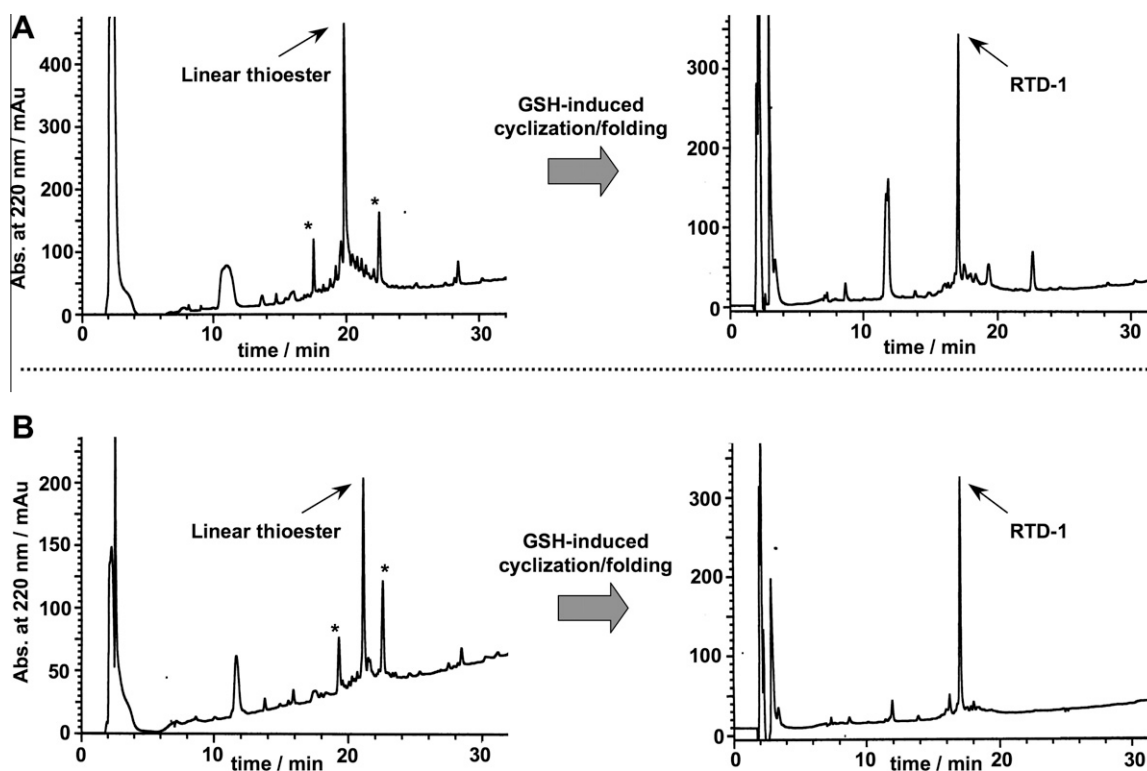 A
Abs. at 220 nm / mAu
400
300
200
100
0
0
10
20
30
time / min
Linear thioester
*
*
GSH-induced
cyclization/folding
300
200
100
0
0
10
20
30
time / min
RTD-1
B
Abs. at 220 nm / mAu
200
150
100
50
0
0
10
20
30
time / min
Linear thioester
*
*
GSH-induced
cyclization/folding
300
200
100
0
0
10
20
30
time / min
RTD-1